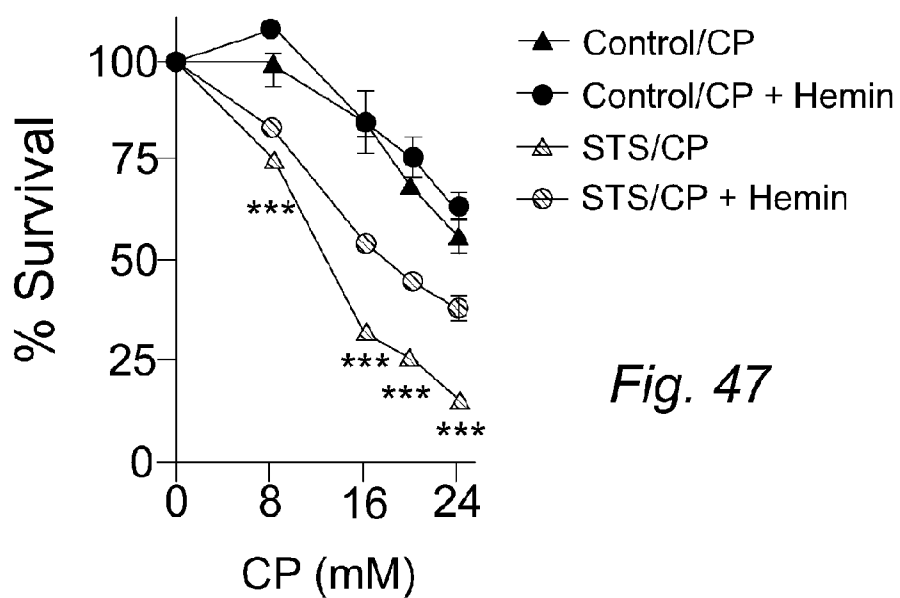 100
75
50
25
0
% Survival
0 8 16 24
CP (mM)
***
***
***
***
Control/CP
Control/CP + Hemin
STS/CP
STS/CP + Hemin
Fig. 47